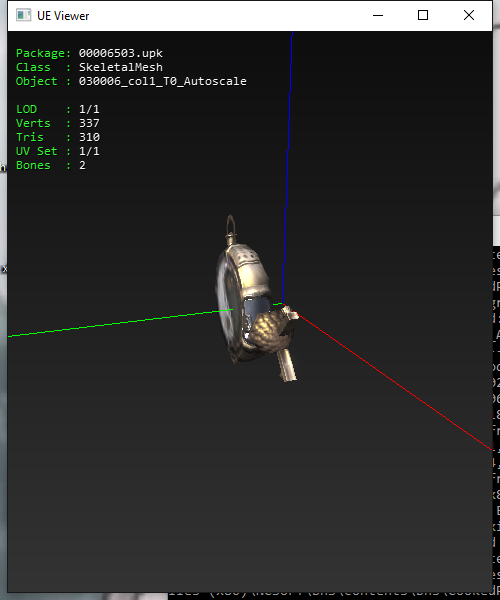 UE Viewer
Package: 00006503.upk
Class : SkeletalMesh
Object : 030006_col1_T0_Autoscale
LOD : 1/1
Verts : 337
Tris : 310
UV Set : 1/1
Bones : 2